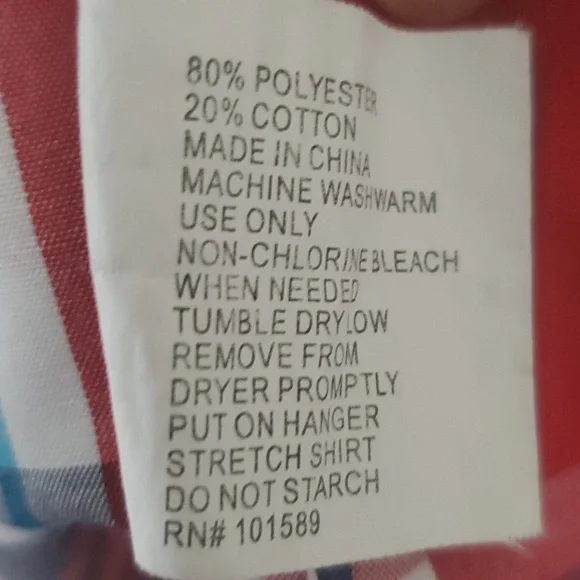 80% POLYESTER
20% COTTON
MADE IN CHINA
MACHINE WASHWARM
USE ONLY
NON-CHLORINEBLEACH
WHEN NEEDED
TUMBLE DRYLOW
REMOVE FROM
DRYER PROMPTLY
PUT ON HANGER
STRETCH SHIRT
DO NOT STARCH
RN# 101589